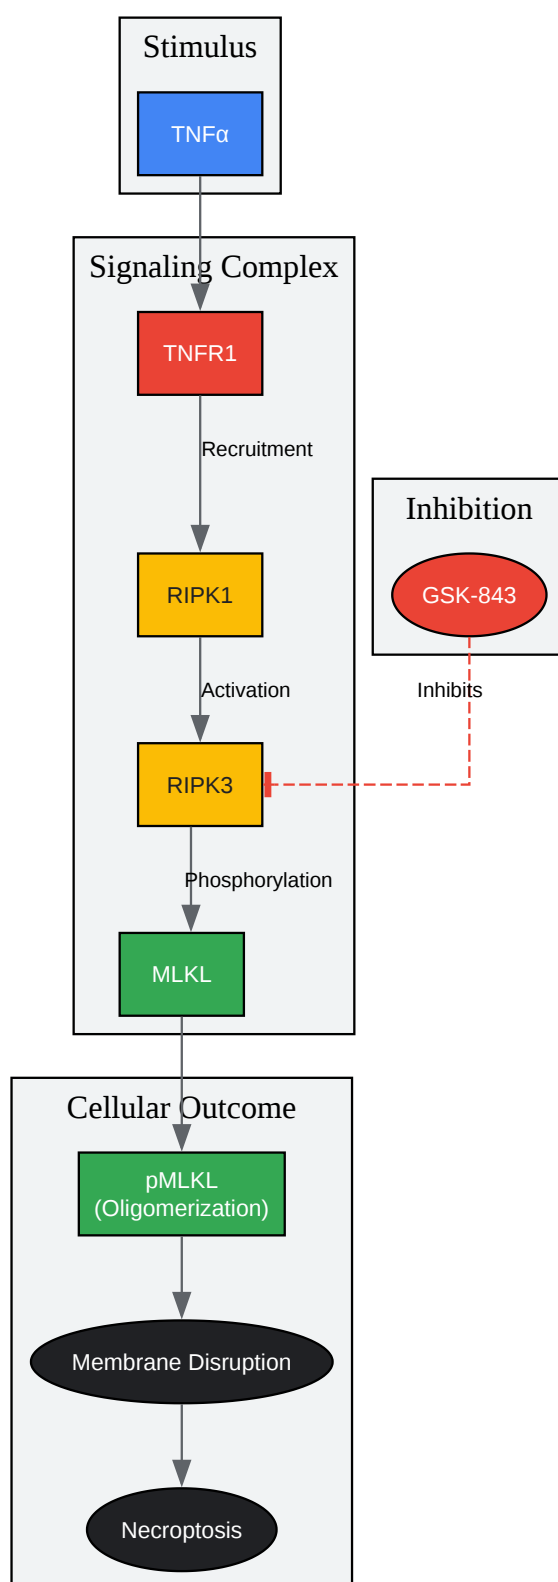 Stimulus
TNFα
Signaling Complex
TNFR1
Recruitment
Inhibition
RIPK1
GSK-843
Activation
Inhibits
RIPK3
Phosphorylation
MLKL
Cellular Outcome
pMLKL
(Oligomerization)
Membrane Disruption
Necroptosis